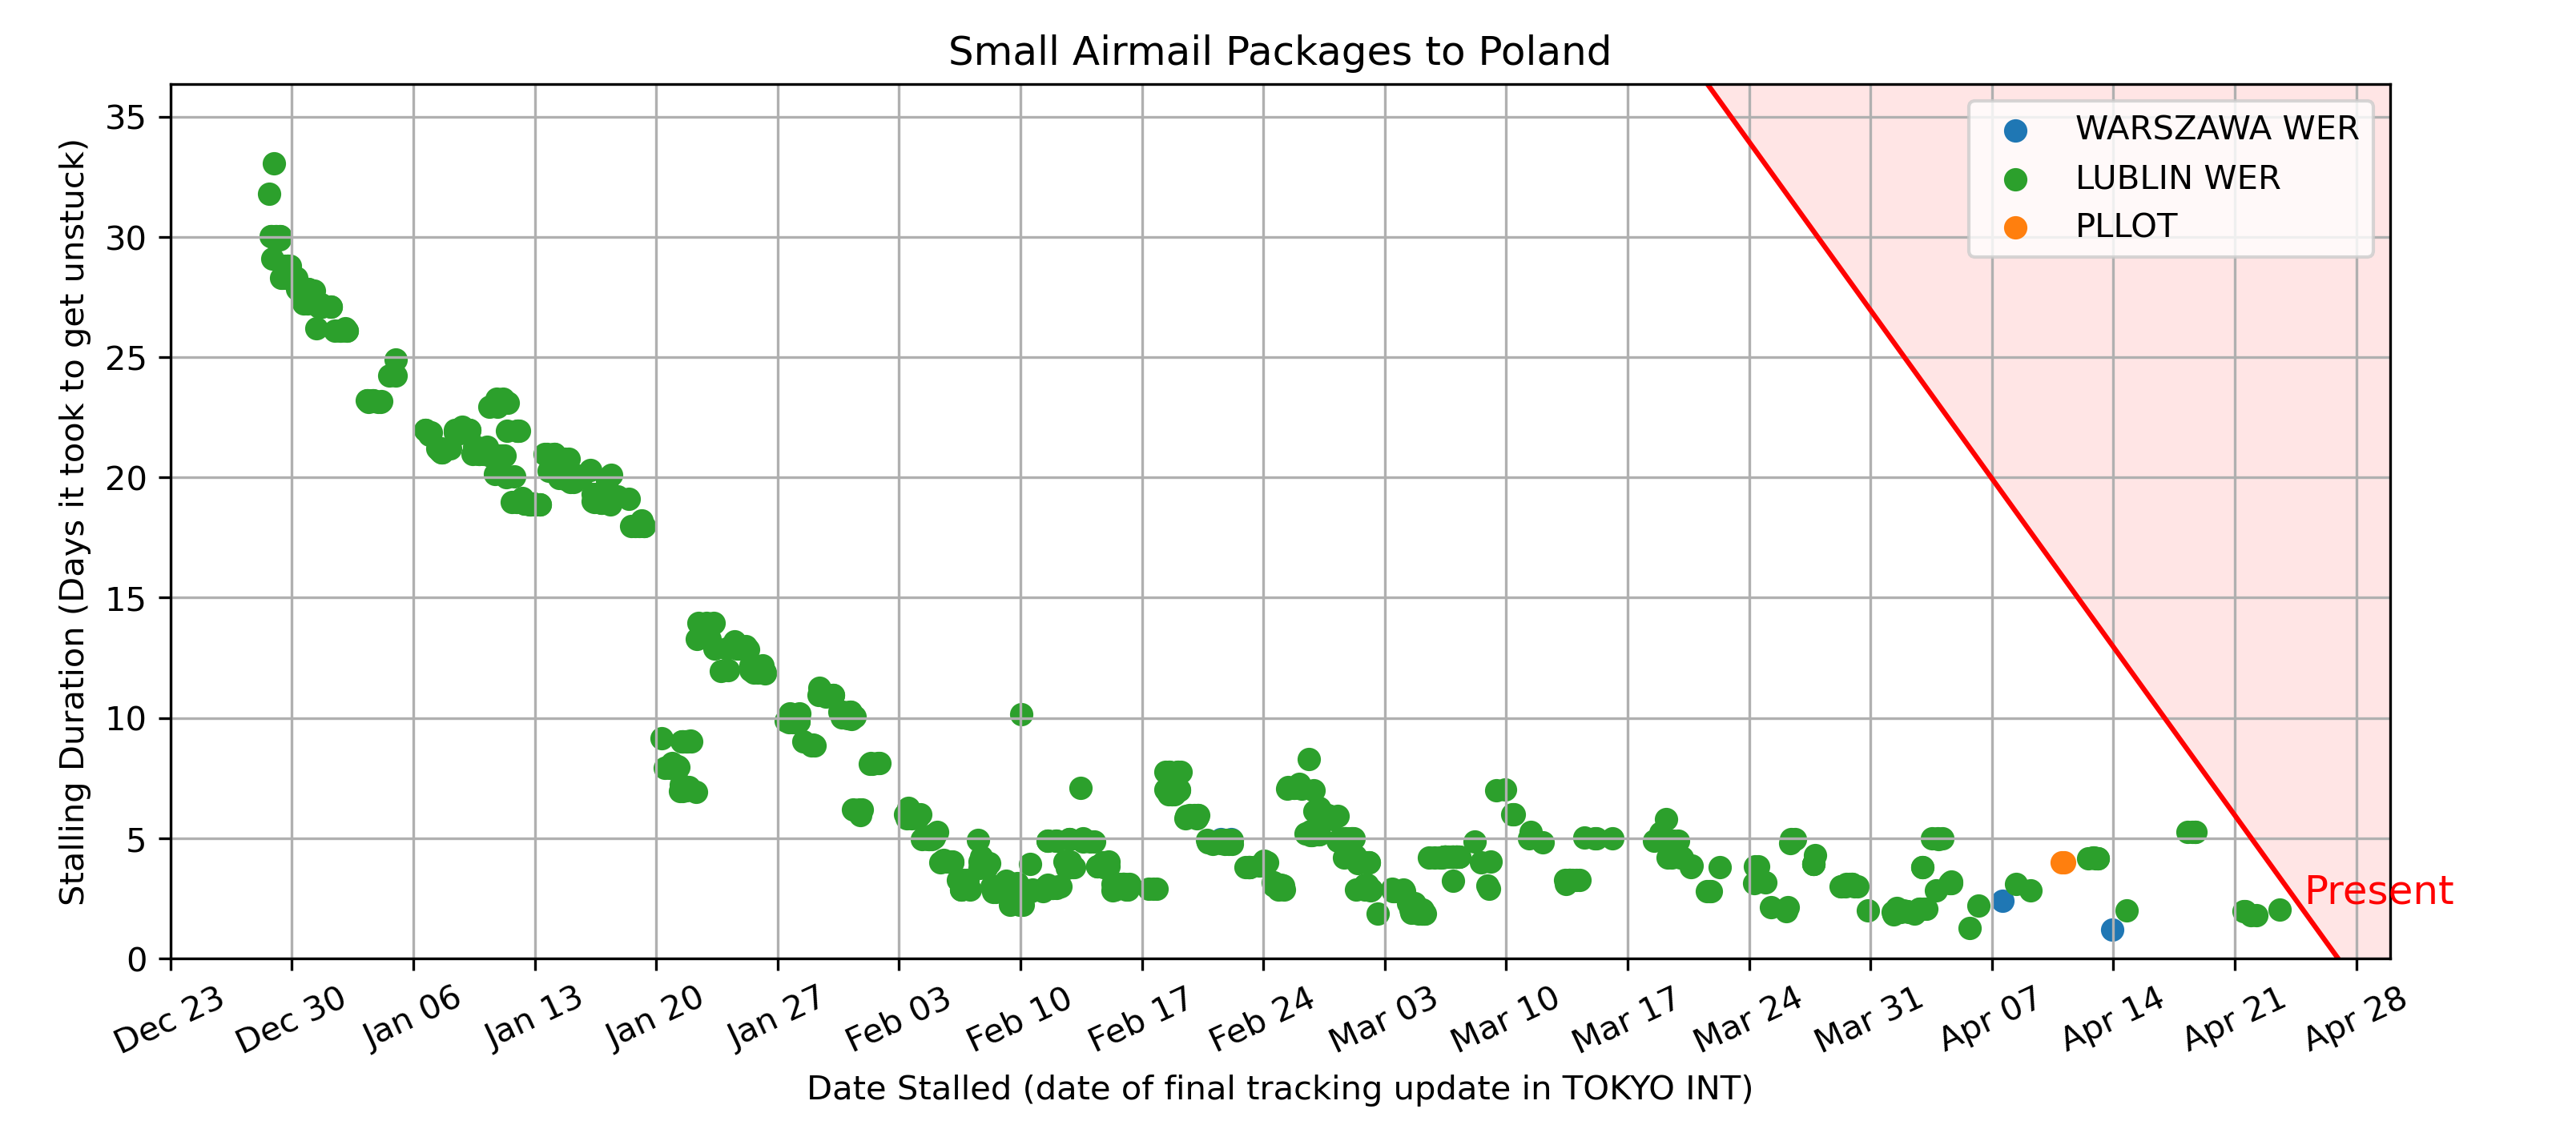 Small Airmail Packages to Poland
Stalling Duration (Days it took to get unstuck)
35
30
25
20
15
10
5
0
WARSZAWA WER
LUBLIN WER
PLLOT
Present
Dec 23
Dec 30
Jan 06
Jan 13
Jan 20
Jan 27
Feb 03
Feb 10
Feb 17
Feb 24
Mar 03
Mar 10
Mar 17
Mar 24
Mar 31
Apr 07
Apr 14
Apr 21
Apr 28
Date Stalled (date of final tracking update in TOKYO INT)